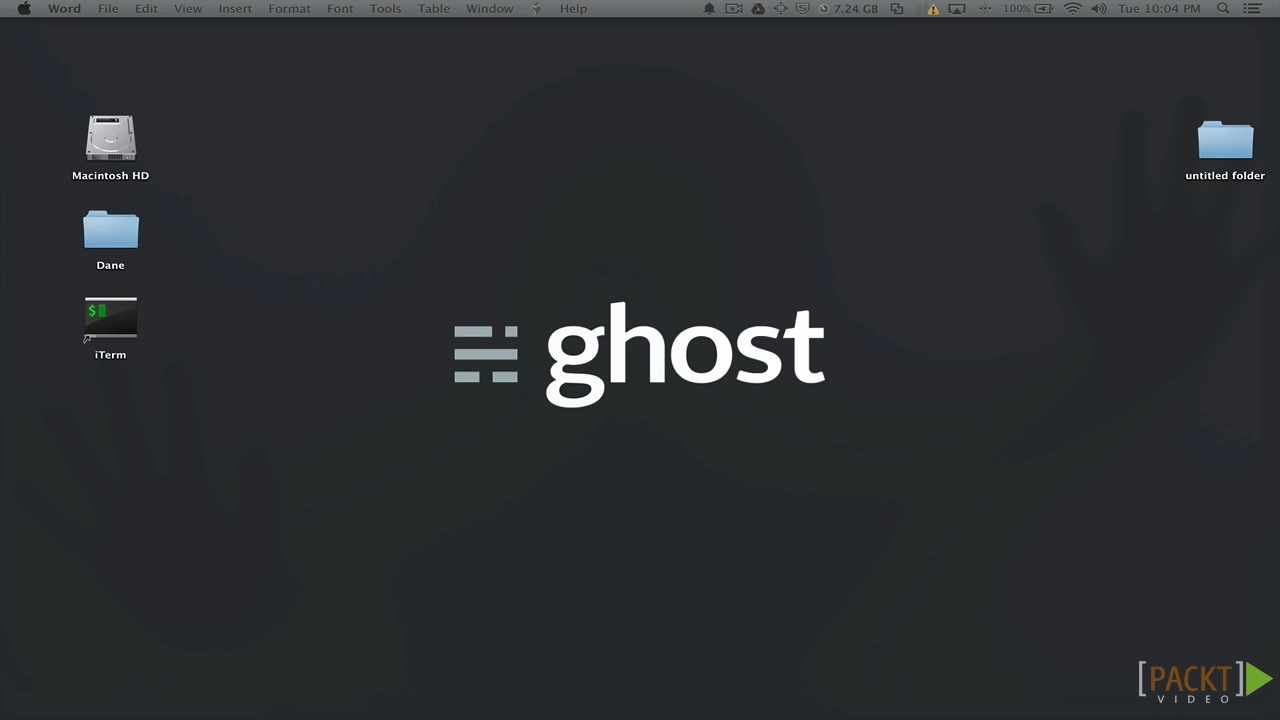 Word File Edit View Insert Format Font Tools Table Window Help 5 7.24 GB 100% Tue 10:04 PM
Macintosh HD
untitled folder
Dane
$
iTerm
ghost
[PACKT]
VIDEO